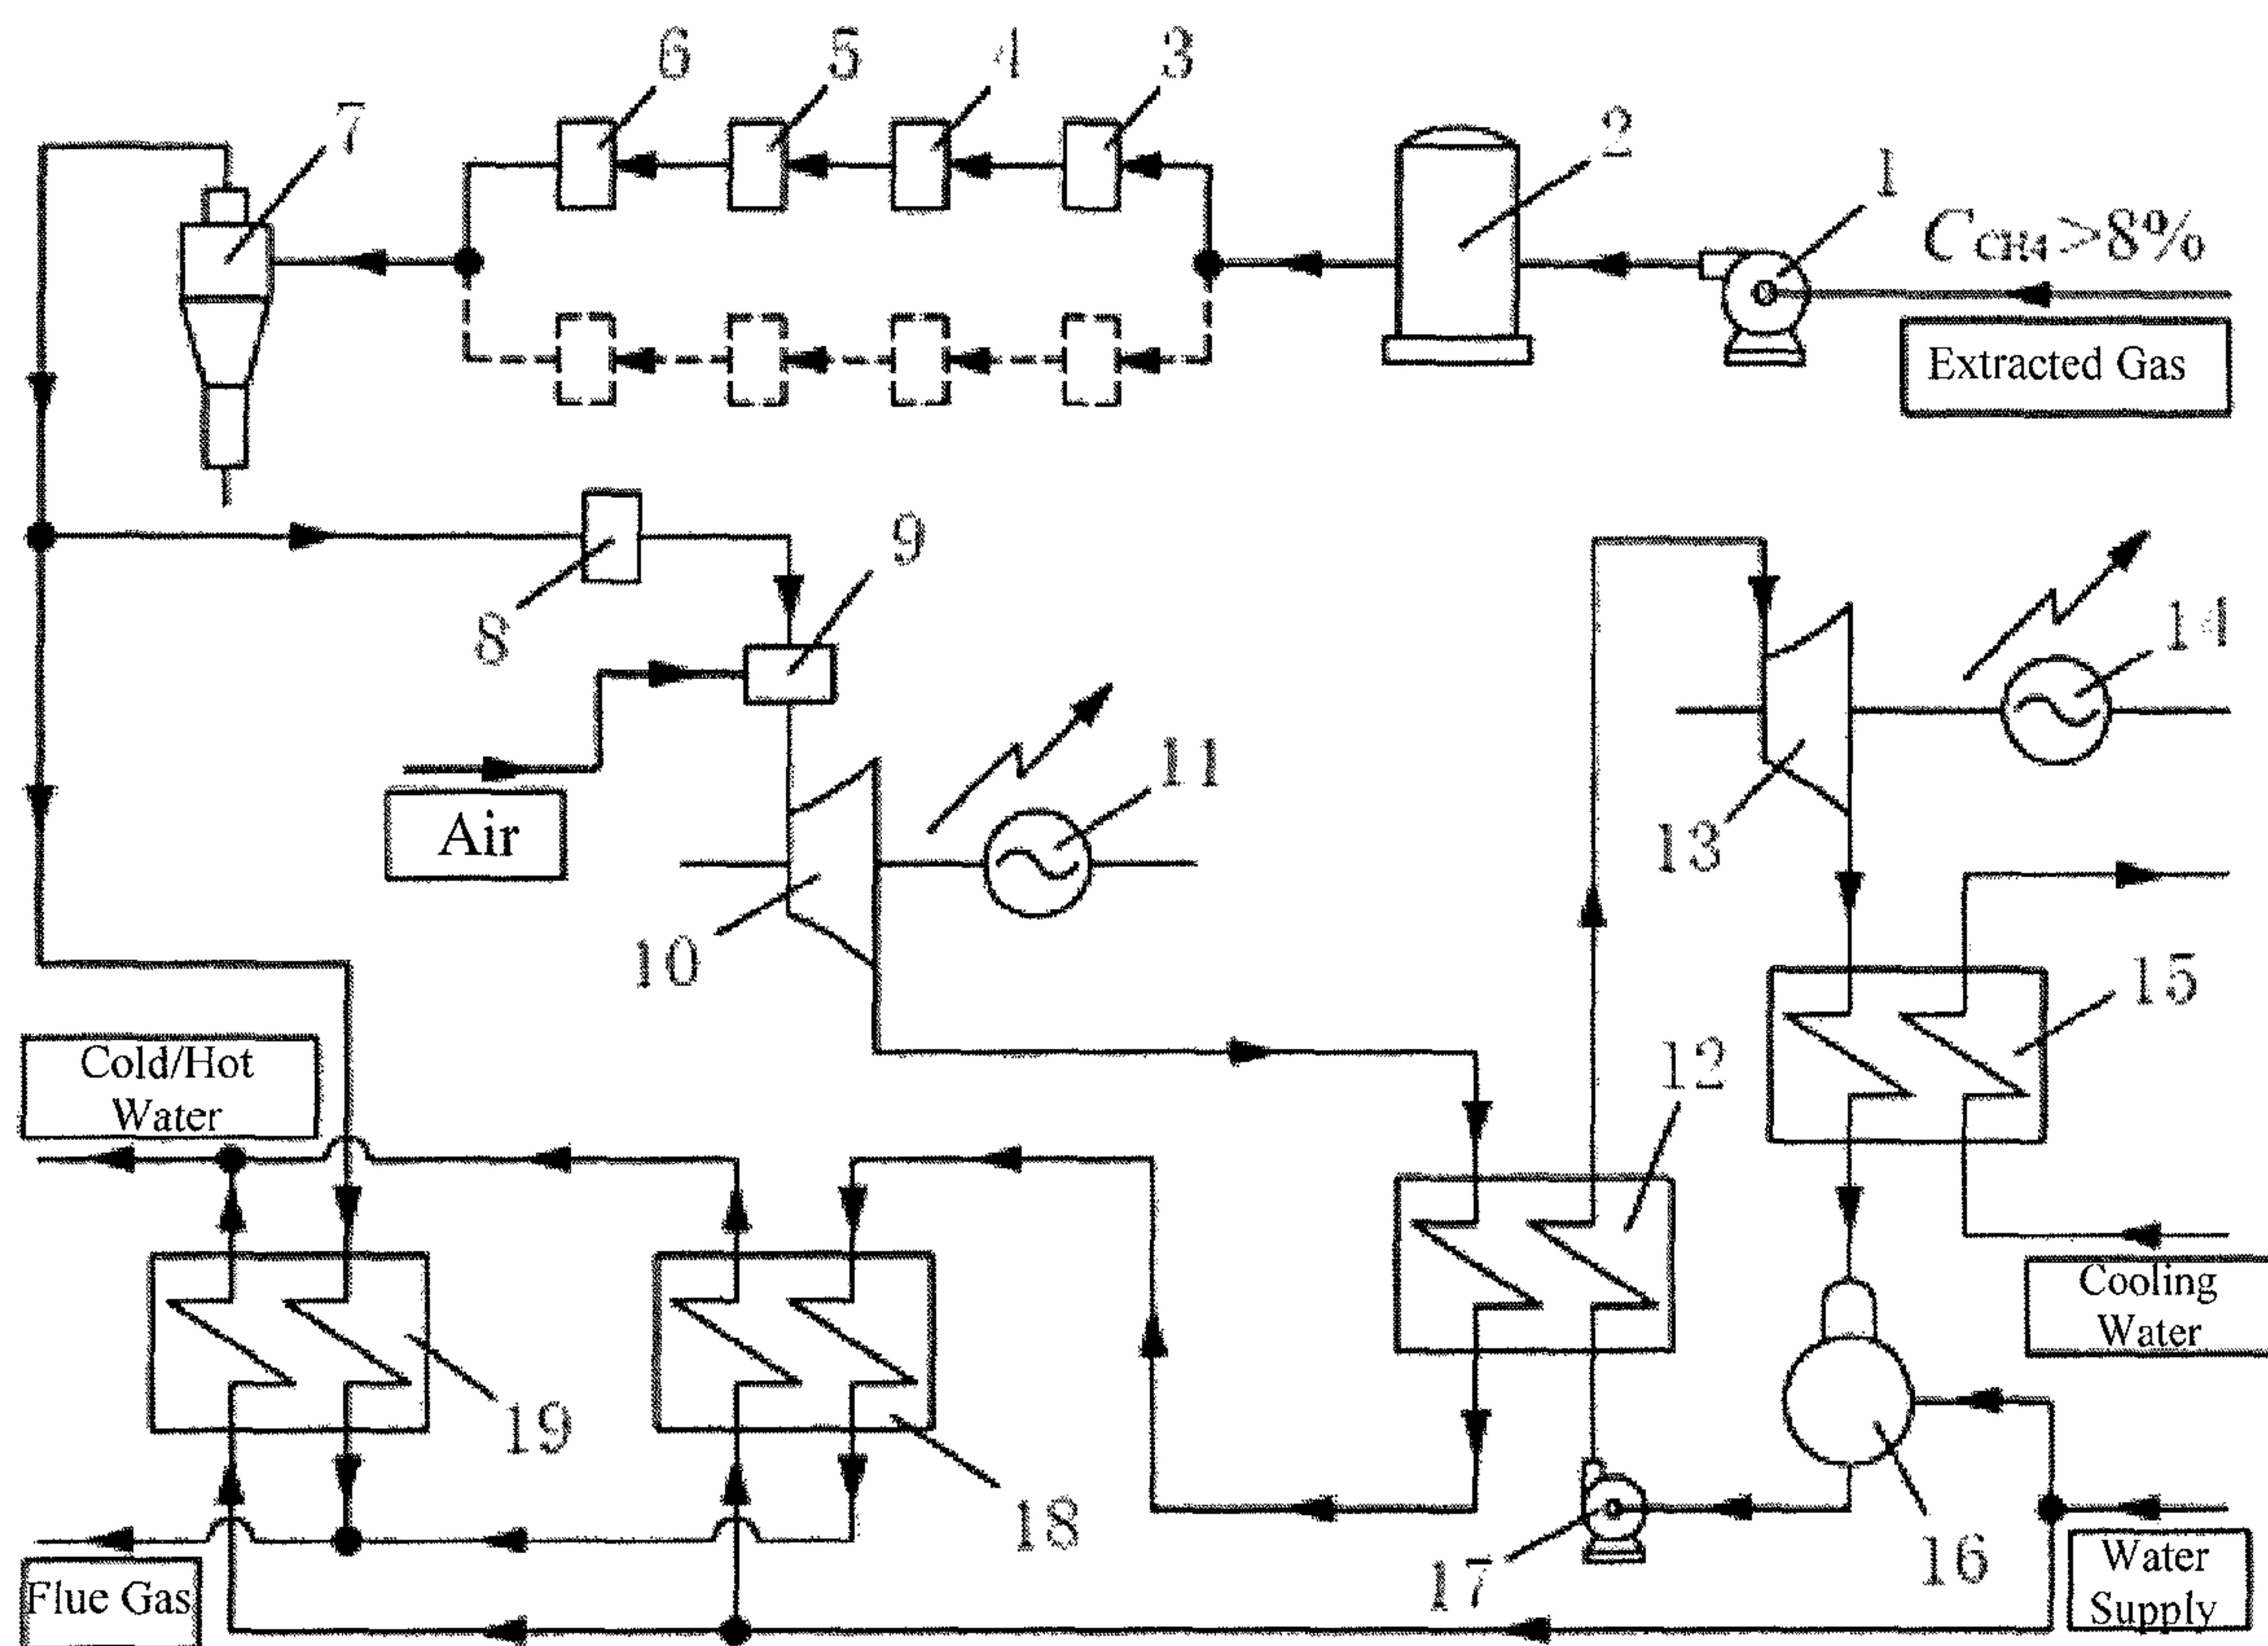 6
5
4
3
7
2
1
C_CH4 >8%
Extracted Gas
9
8
14
Air
11
13
10
15
Cold/Hot
Water
12
Cooling
Water
19
18
17
16
Flue Gas
Water
Supply